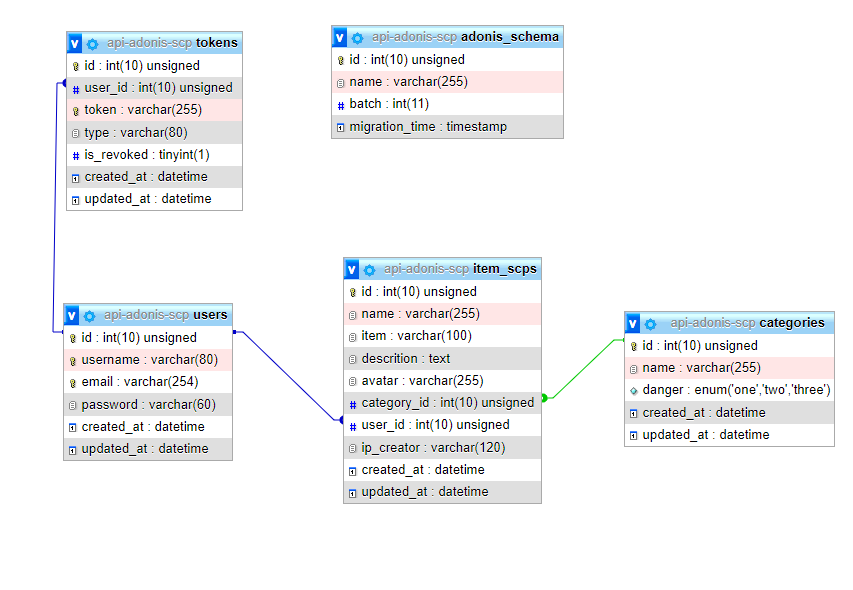 v api-adonis-scp tokens
id : int(10) unsigned
# user_id : int(10) unsigned
token : varchar(255)
type : varchar(80)
# is_revoked : tinyint(1)
created_at : datetime
updated_at : datetime
v api-adonis-scp adonis_schema
id : int(10) unsigned
name : varchar(255)
# batch : int(11)
migration_time : timestamp
v api-adonis-scp users
id : int(10) unsigned
username : varchar(80)
email : varchar(254)
password : varchar(60)
created_at : datetime
updated_at : datetime
v api-adonis-scp item_scps
id : int(10) unsigned
name : varchar(255)
item : varchar(100)
descrition : text
avatar : varchar(255)
# category_id : int(10) unsigned
# user_id : int(10) unsigned
ip_creator : varchar(120)
created_at : datetime
updated_at : datetime
v api-adonis-scp categories
id : int(10) unsigned
name : varchar(255)
danger : enum('one','two','three')
created_at : datetime
updated_at : datetime